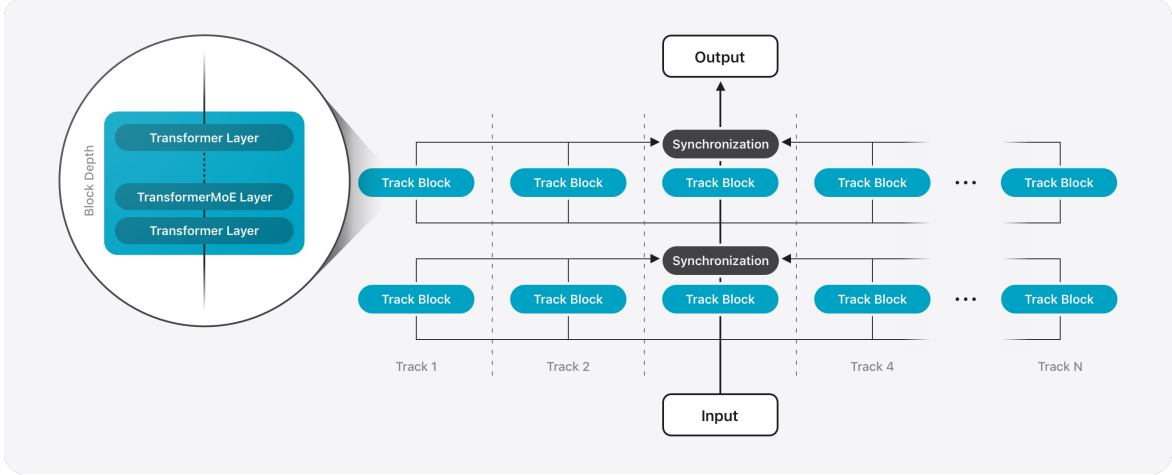 Output
Synchronization
Transformer Layer
TransformerMoE Layer
Transformer Layer
Block Depth
Track Block
Track Block
Track Block
Track Block
...
Track Block
Synchronization
Track Block
Track Block
Track Block
Track Block
...
Track Block
Track 1
Track 2
Track 4
Track N
Input